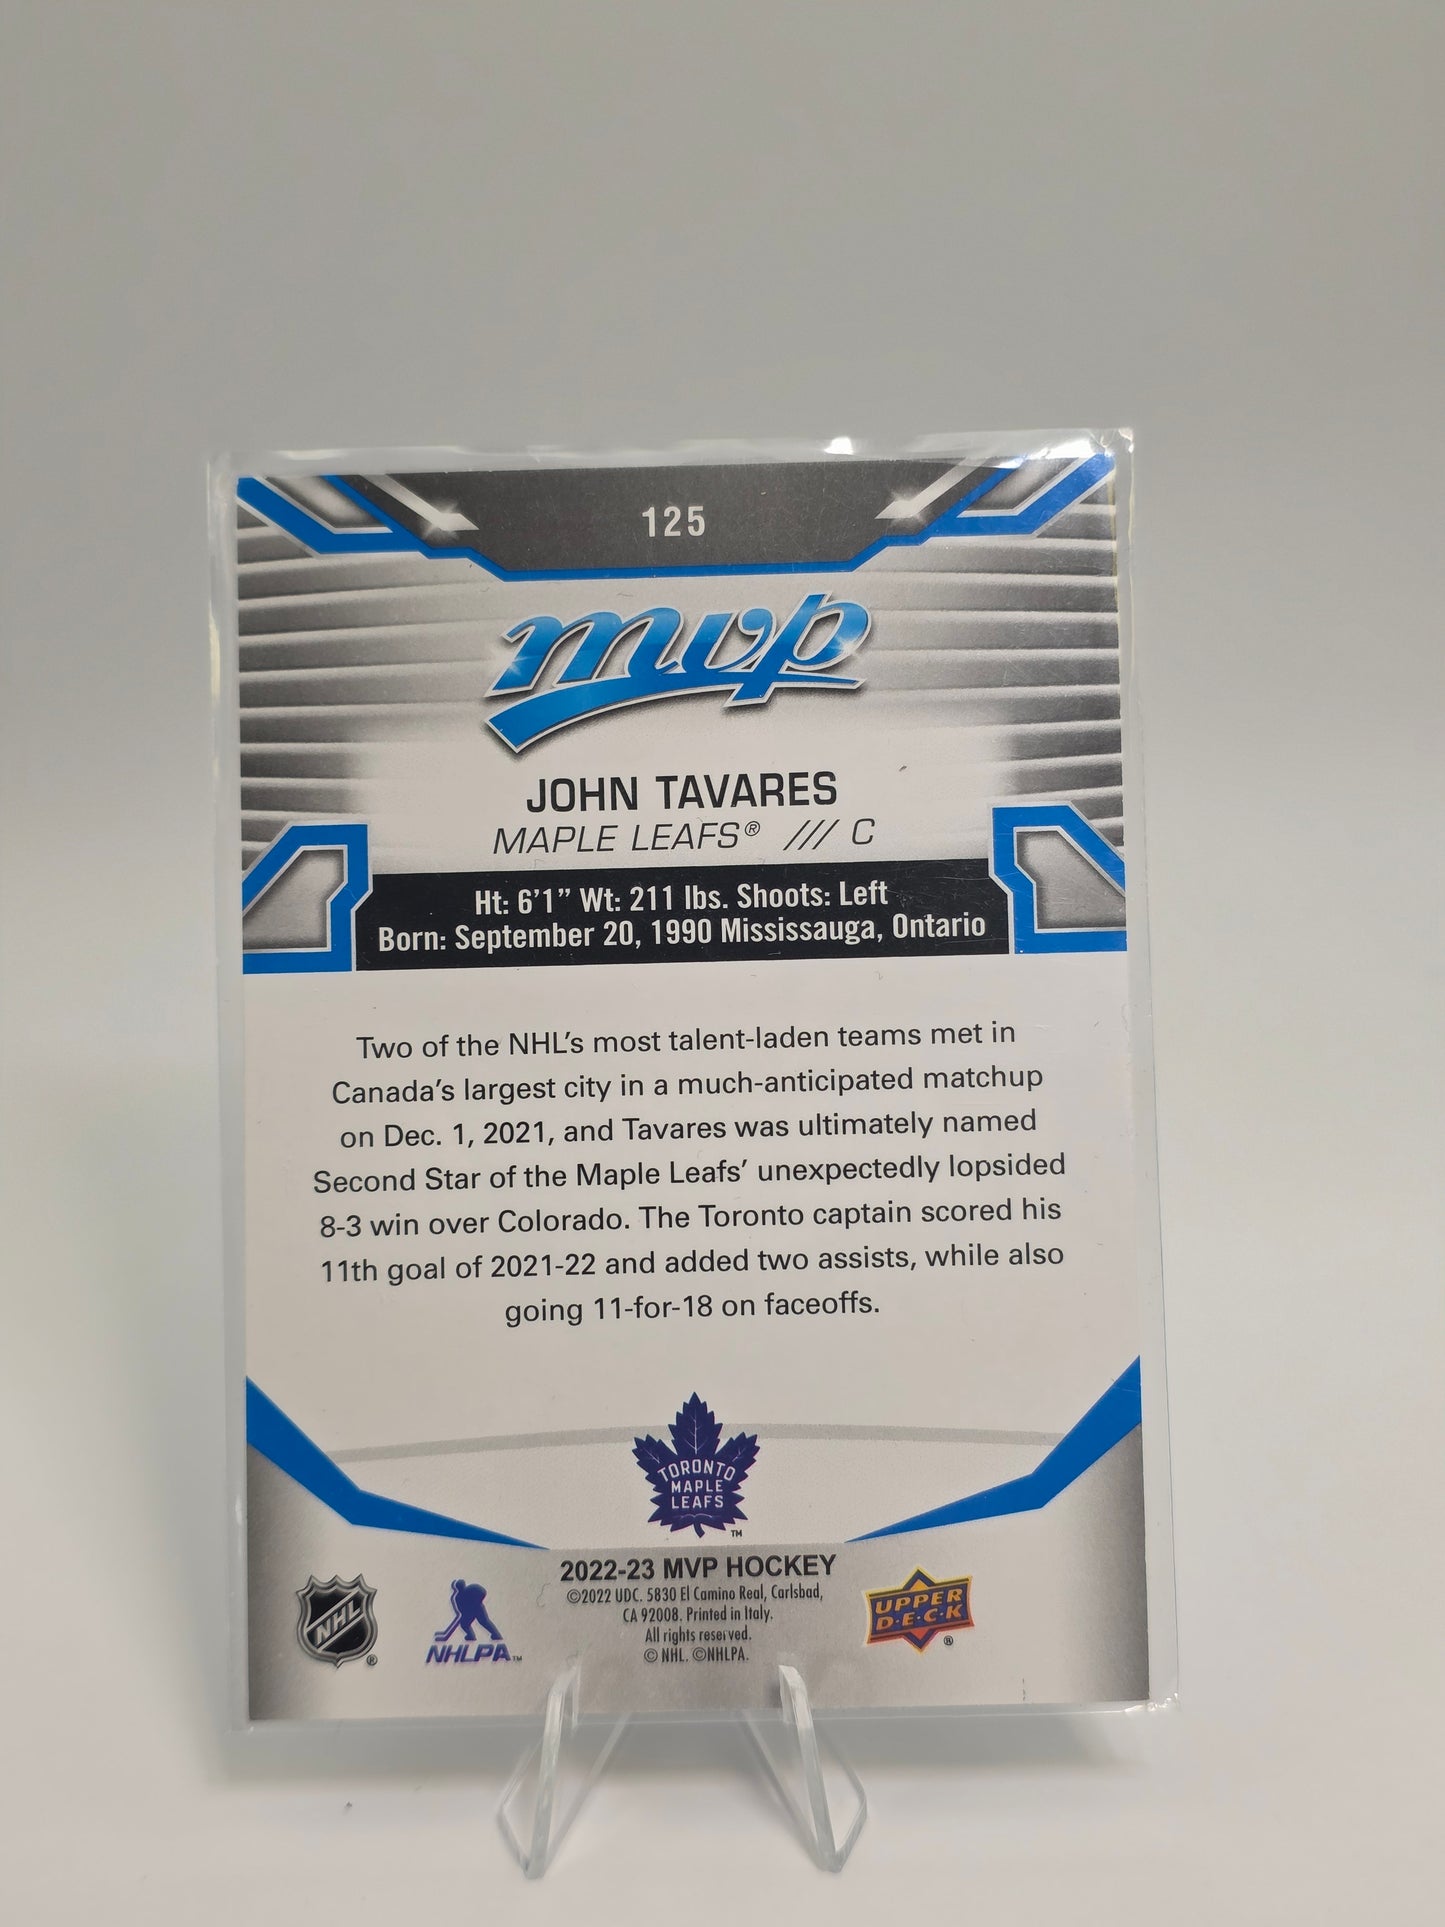 125
mvp
JOHN TAVARES
MAPLE LEAFS® /// C
Ht: 6'1” Wt: 211 lbs. Shoots: Left
Born: September 20, 1990 Mississauga, Ontario
Two of the NHL’s most talent-laden teams met in
Canada’s largest city in a much-anticipated matchup
on Dec. 1, 2021, and Tavares was ultimately named
Second Star of the Maple Leafs’ unexpectedly lopsided
8-3 win over Colorado. The Toronto captain scored his
11th goal of 2021-22 and added two assists, while also
going 11-for-18 on faceoffs.
TORONTO
MAPLE
LEAFS
™
2022-23 MVP HOCKEY
©2022 UDC. 5830 El Camino Real, Carlsbad,
CA 92008. Printed in Italy.
All rights reserved.
© NHL. ©NHLPA.
NHL ®
NHLPA™
UPPER
D·E·C·K
®